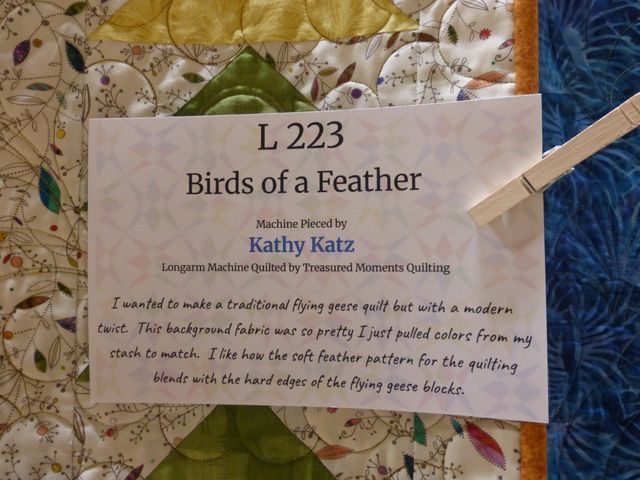 L 223
Birds of a Feather
Machine Pieced by
Kathy Katz
Longarm Machine Quilted by Treasured Moments Quilting
I wanted to make a traditional flying geese quilt but with a modern
twist. This background fabric was so pretty I just pulled colors from my
stash to match. I like how the soft feather pattern for the quilting
blends with the hard edges of the flying geese blocks.